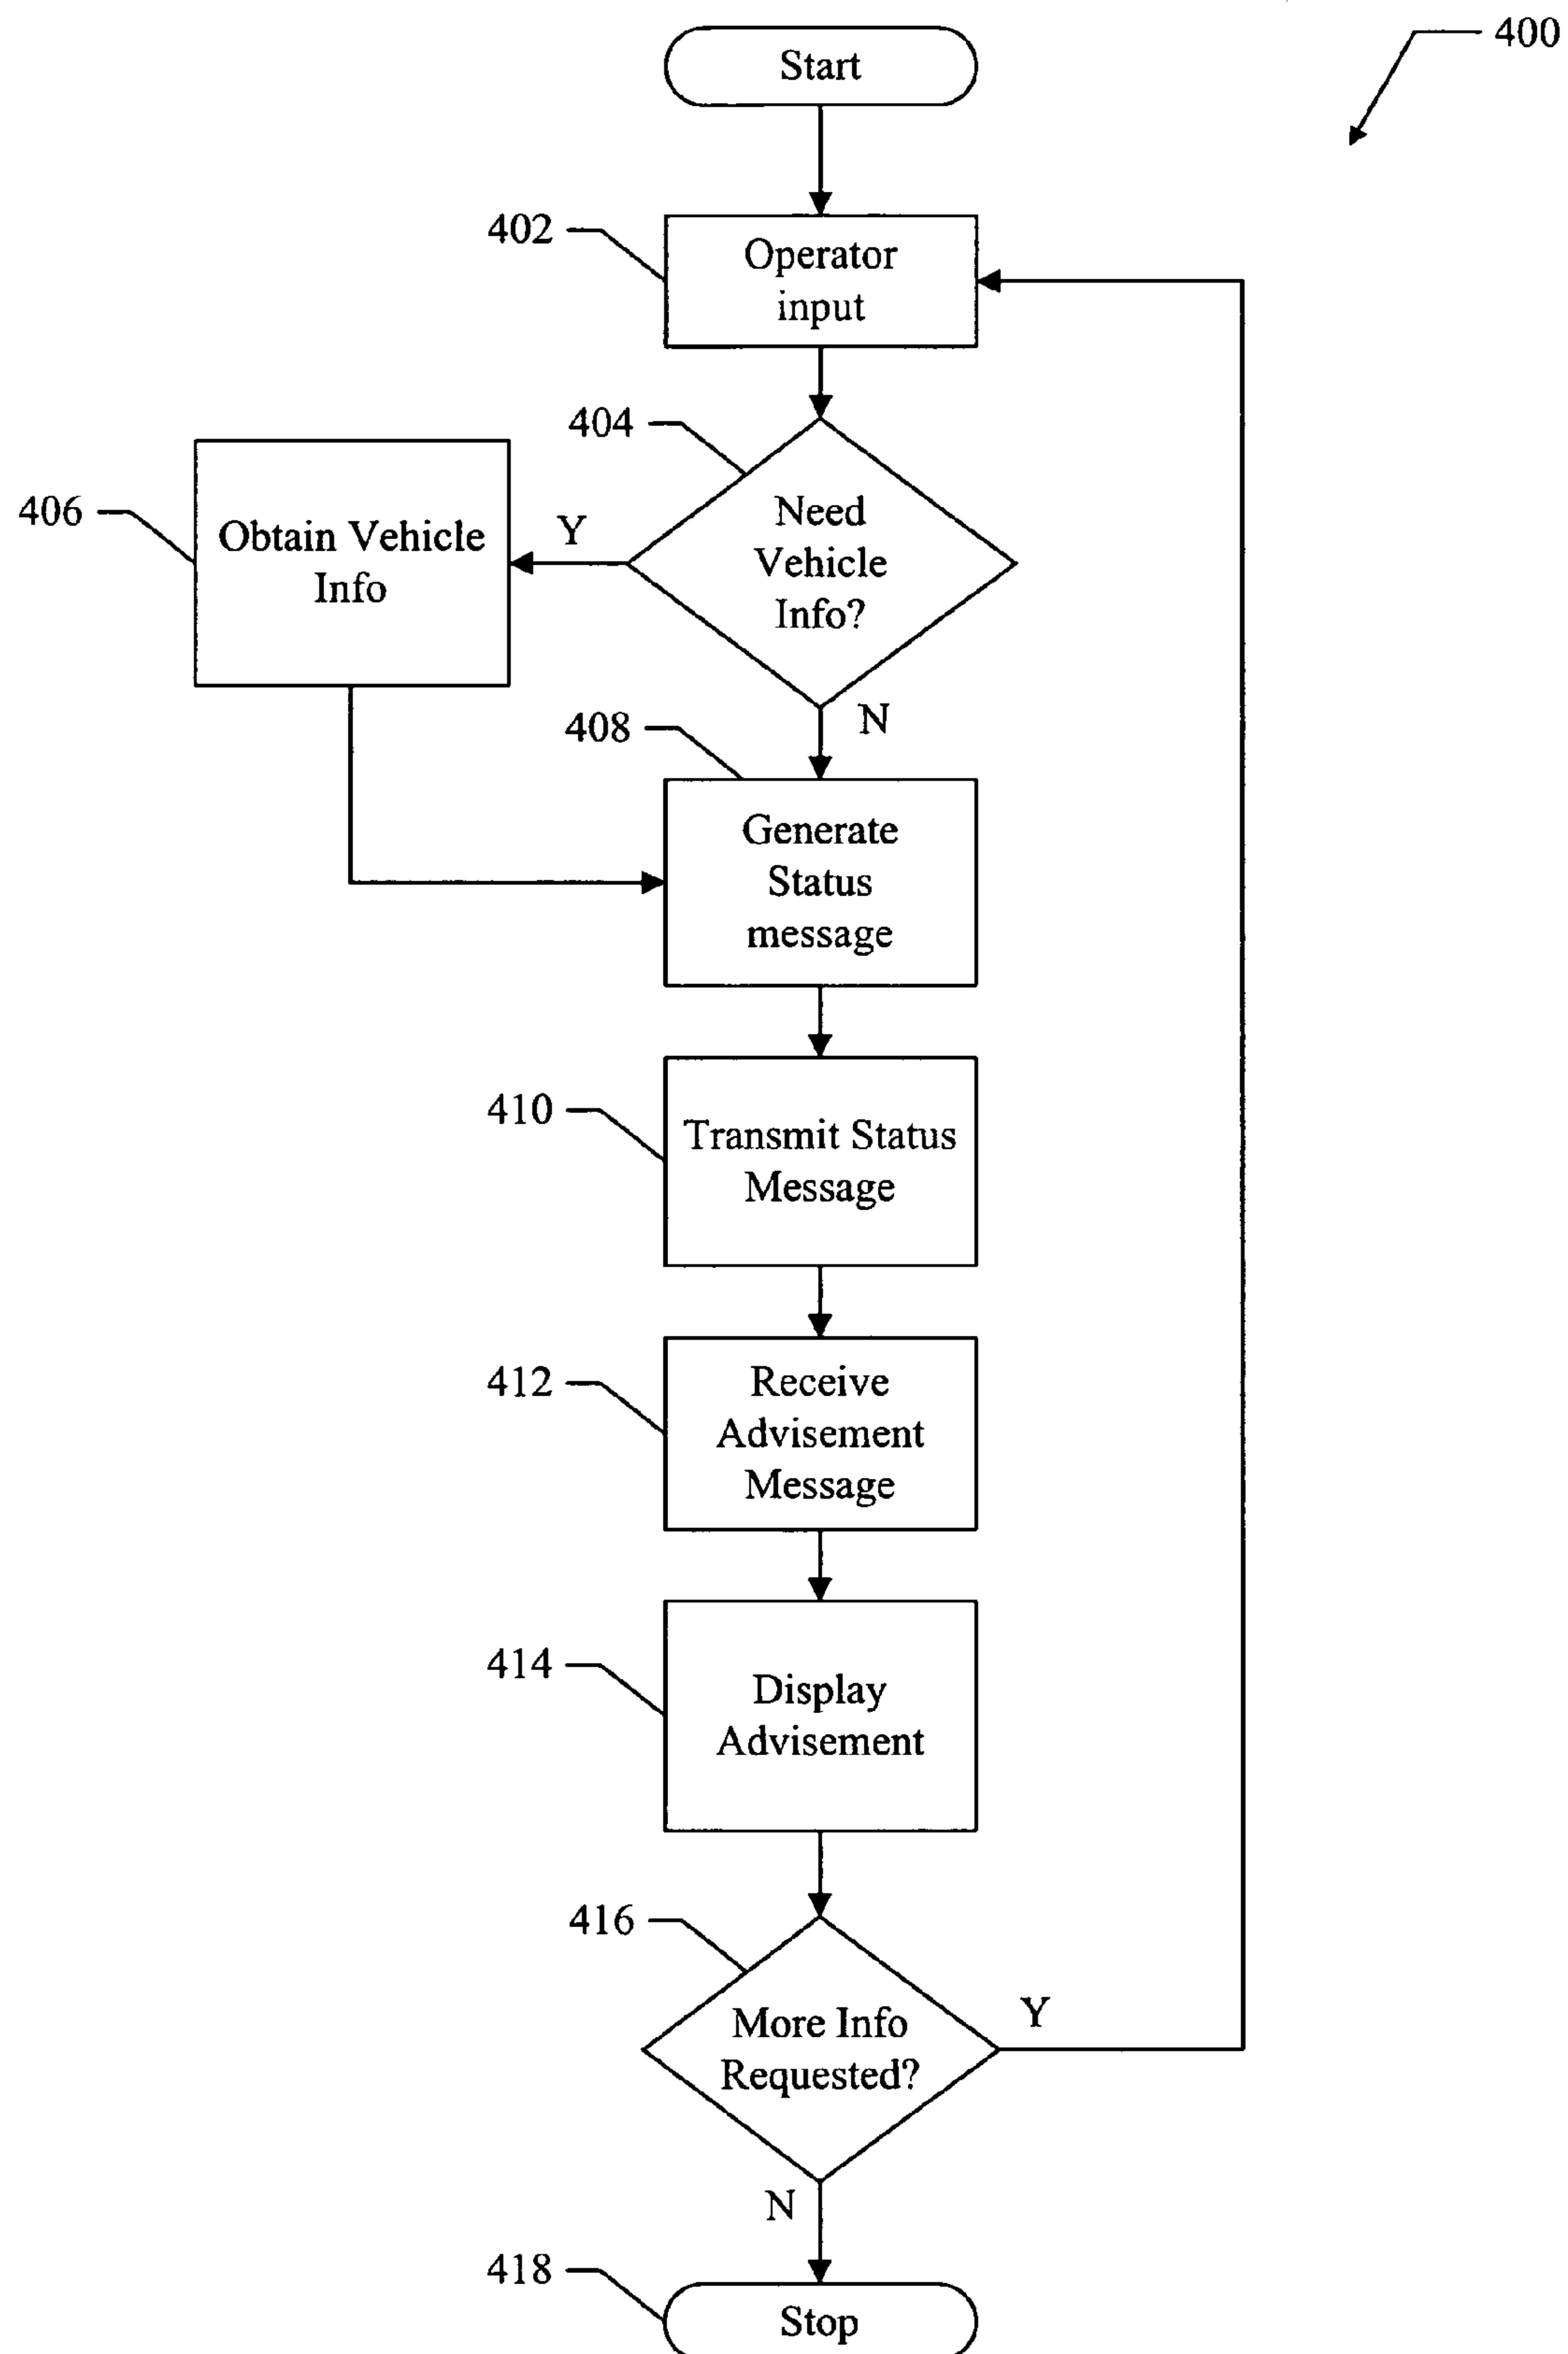 400
Start
402
Operator
input
404
Need
Vehicle
Info?
Y
N
406
Obtain Vehicle
Info
408
Generate
Status
message
410
Transmit Status
Message
412
Receive
Advisement
Message
414
Display
Advisement
416
More Info
Requested?
Y
N
418
Stop